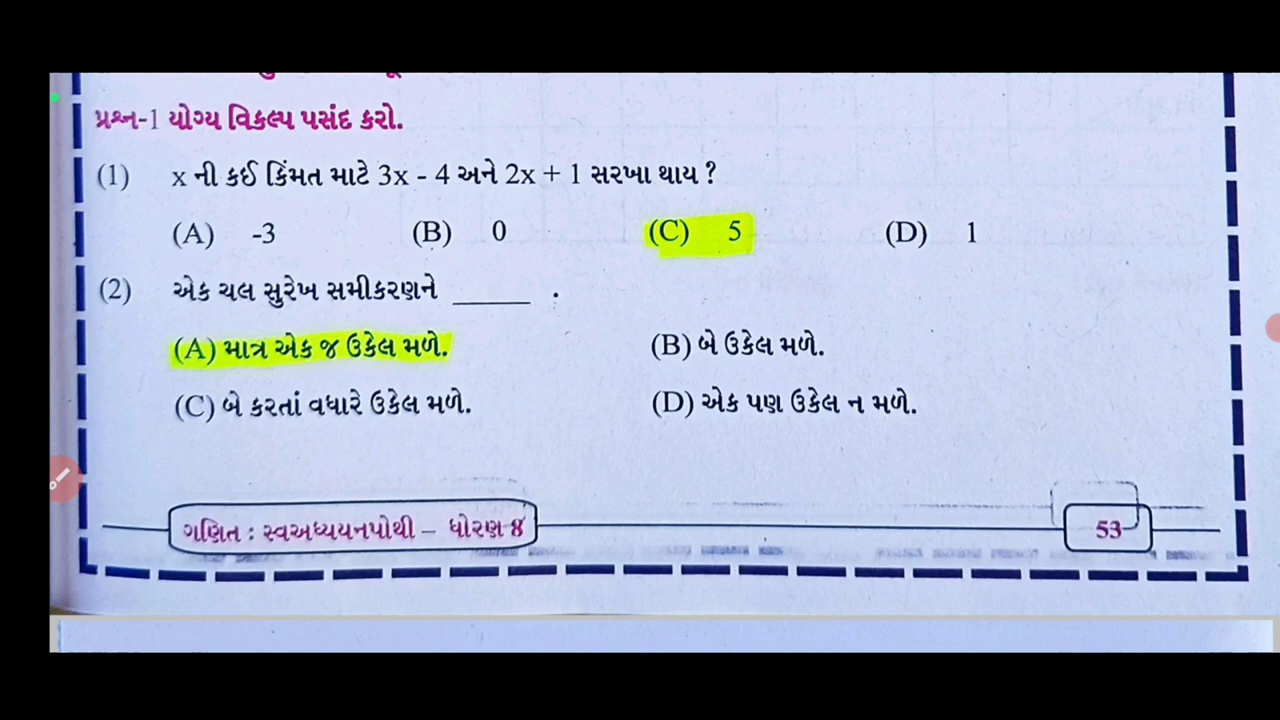 પ્રશ્ન-1 યોગ્ય વિકલ્પ પસંદ કરો.
(1) x ની કઈ કિંમત માટે 3x - 4 અને 2x + 1 સરખા થાય ?
(A) -3 (B) 0 (C) 5 (D) 1
(2) એક ચલ સુરેખ સમીકરણને ______ .
(A) માત્ર એક જ ઉકેલ મળે. (B) બે ઉકેલ મળે.
(C) બે કરતાં વધારે ઉકેલ મળે. (D) એક પણ ઉકેલ ન મળે.
ગણિત : સ્વઅધ્યયનપોથી – ધોરણ 8 53